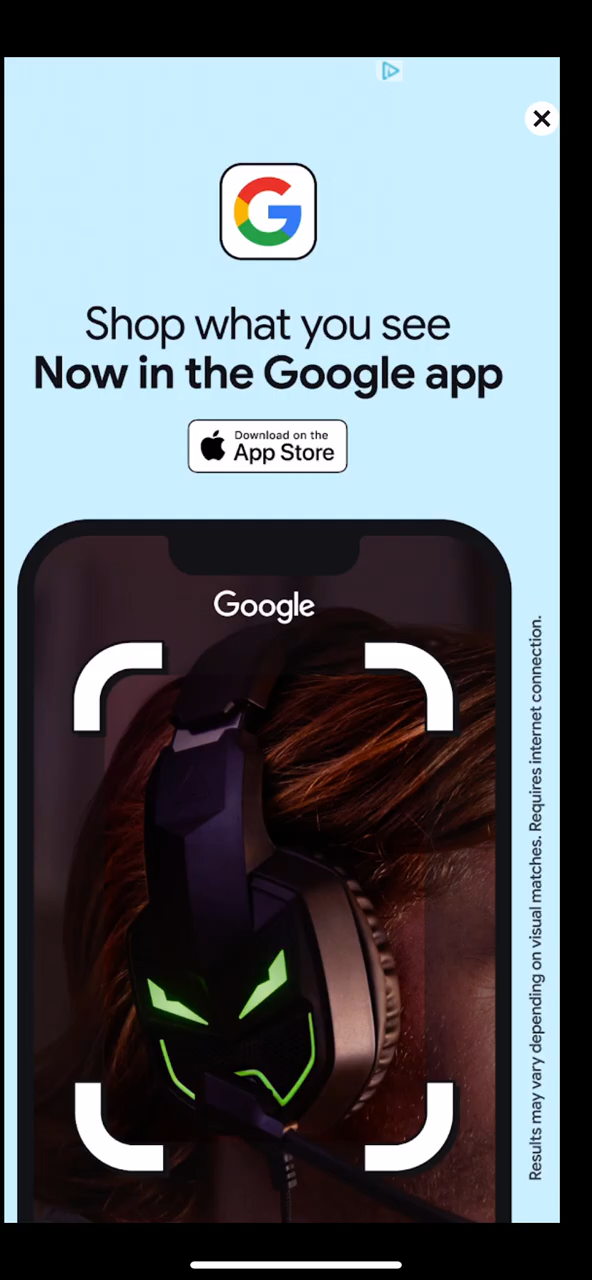 Shop what you see
Now in the Google app
Download on the
App Store
Google
Results may vary depending on visual matches. Requires internet connection.